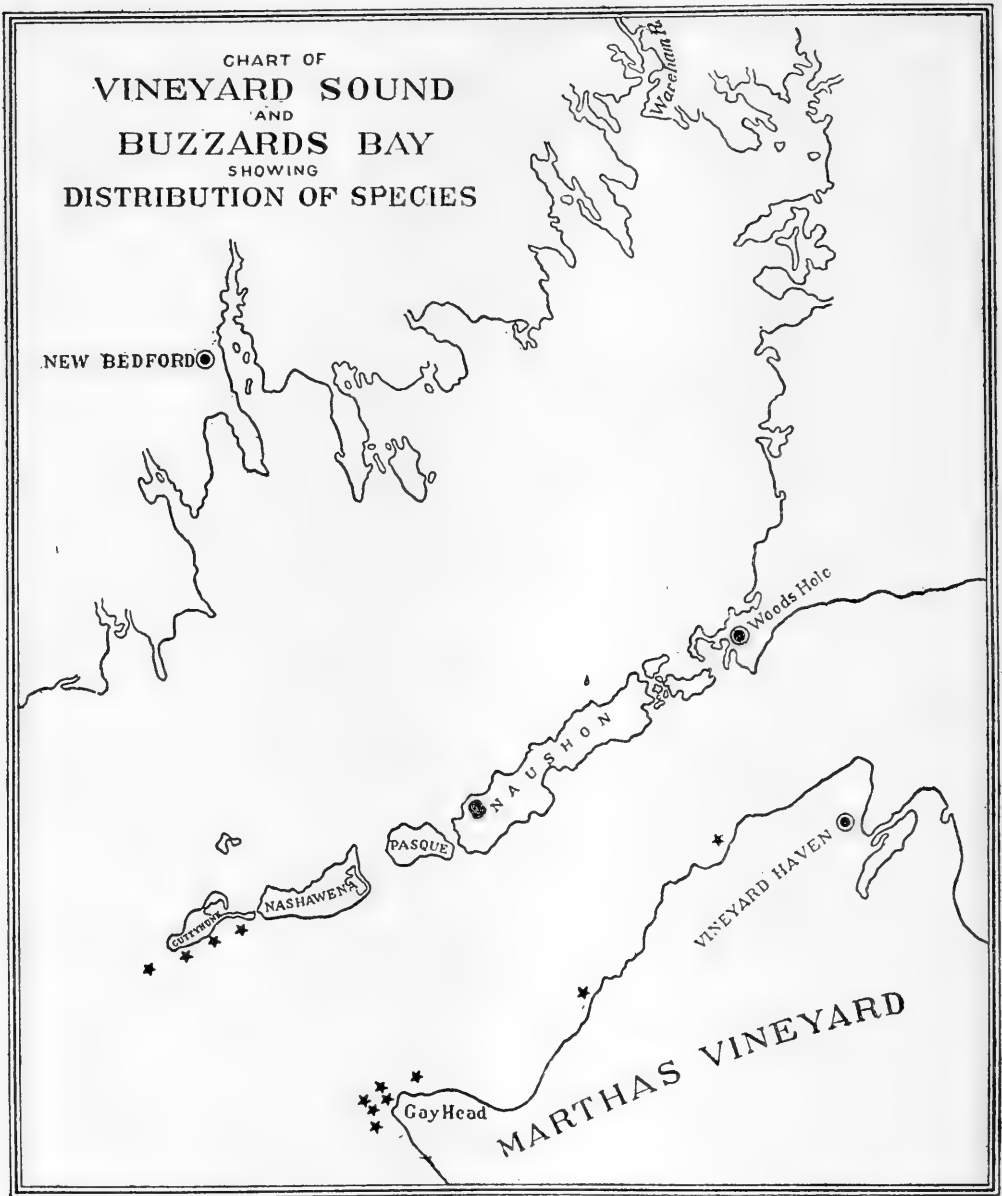 CHART OF
VINEYARD SOUND
AND
BUZZARDS BAY
SHOWING
DISTRIBUTION OF SPECIES
Wareham R.
NEW BEDFORD
Woods Hole
NAUSHON
PASQUE
NASHAWENA
CUTTYHUNK
VINEYARD HAVEN
MARTHAS VINEYARD
Gay Head